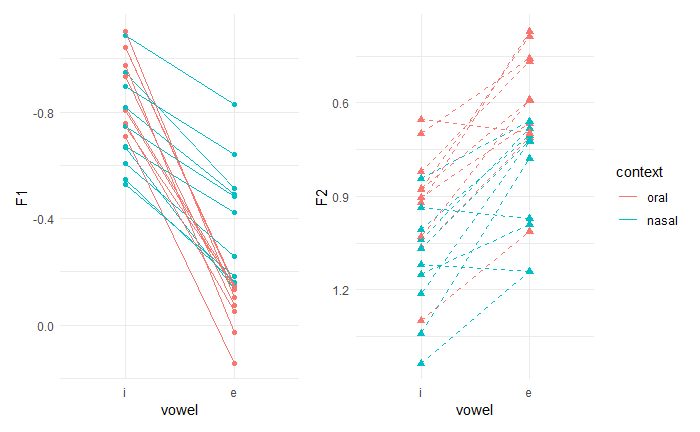 F1
-0.8
-0.4
0.0
i
e
vowel
F2
0.6
0.9
1.2
i
e
vowel
context
oral
nasal